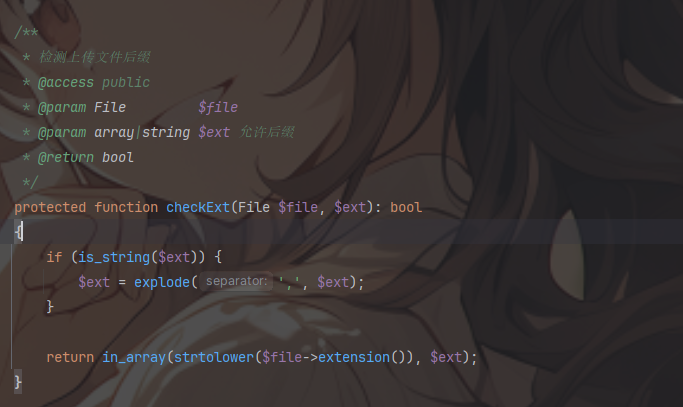 /**
 * 检测上传文件后缀
 * @access public
 * @param File         $file
 * @param array|string $ext 允许后缀
 * @return bool
 */
protected function checkExt(File $file, $ext): bool
{
    if (is_string($ext)) {
        $ext = explode( separator: ',', $ext);
    }

    return in_array(strtolower($file->extension()), $ext);
}